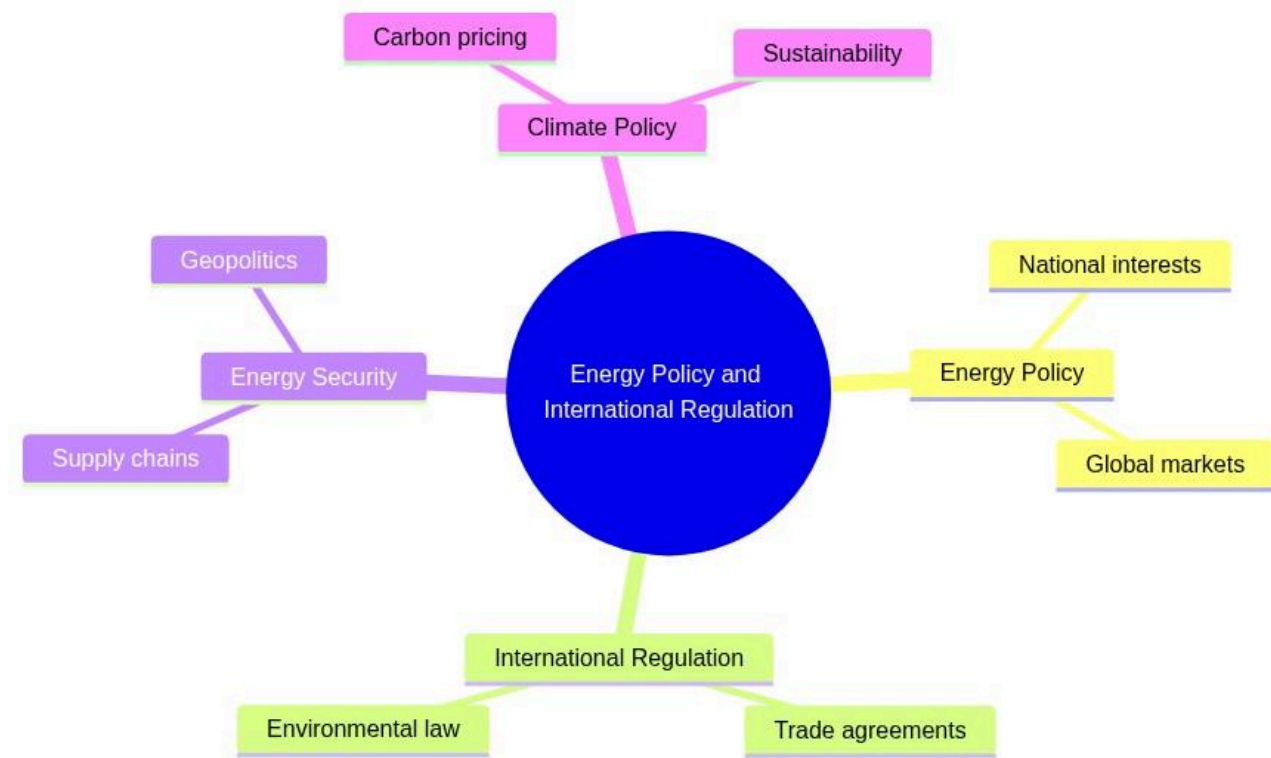 Carbon pricing
Sustainability
Climate Policy
Geopolitics
National interests
Energy Security
Energy Policy and
International Regulation
Energy Policy
Supply chains
Global markets
International Regulation
Environmental law
Trade agreements